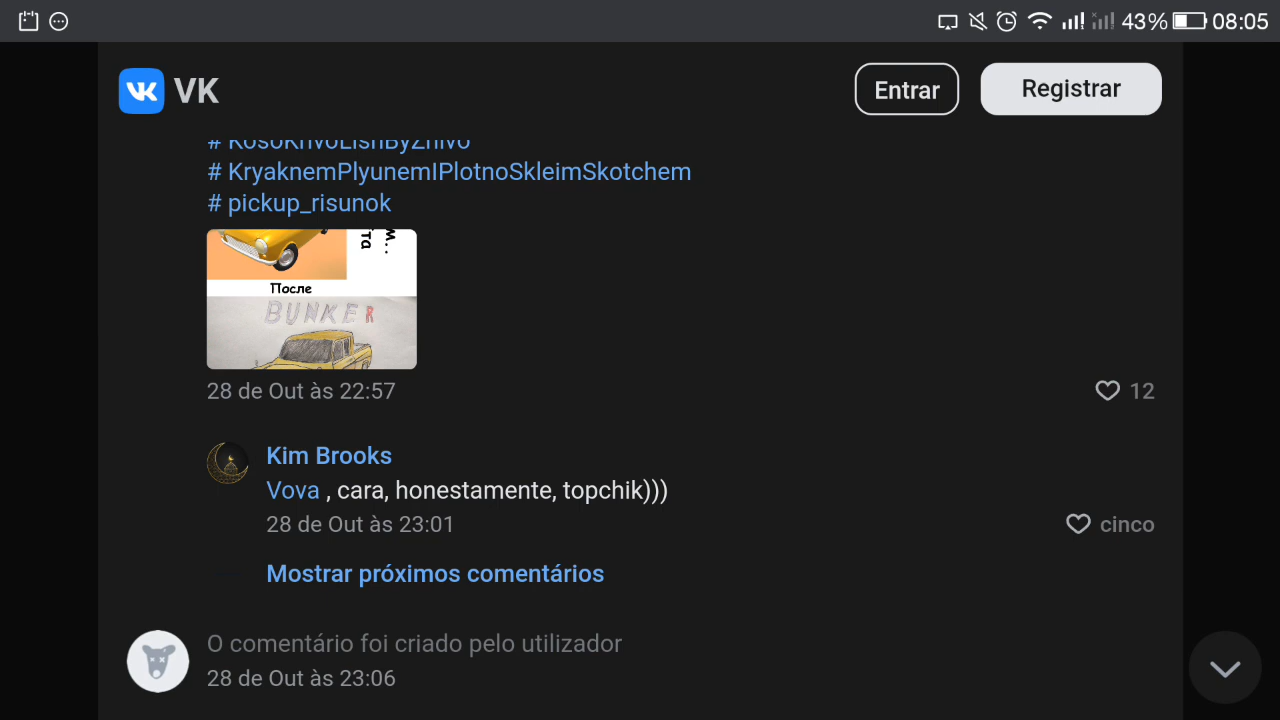 43% 08:05
VK
Entrar
Registrar
# KosoKrivoLishByZhivo
# KryaknemPlyunemIPlotnoSkleimSkotchem
# pickup_risunok
После
BUNKER
28 de Out às 22:57
12
Kim Brooks
Vova , cara, honestamente, topchik)))
28 de Out às 23:01
cinco
Mostrar próximos comentários
O comentário foi criado pelo utilizador
28 de Out às 23:06